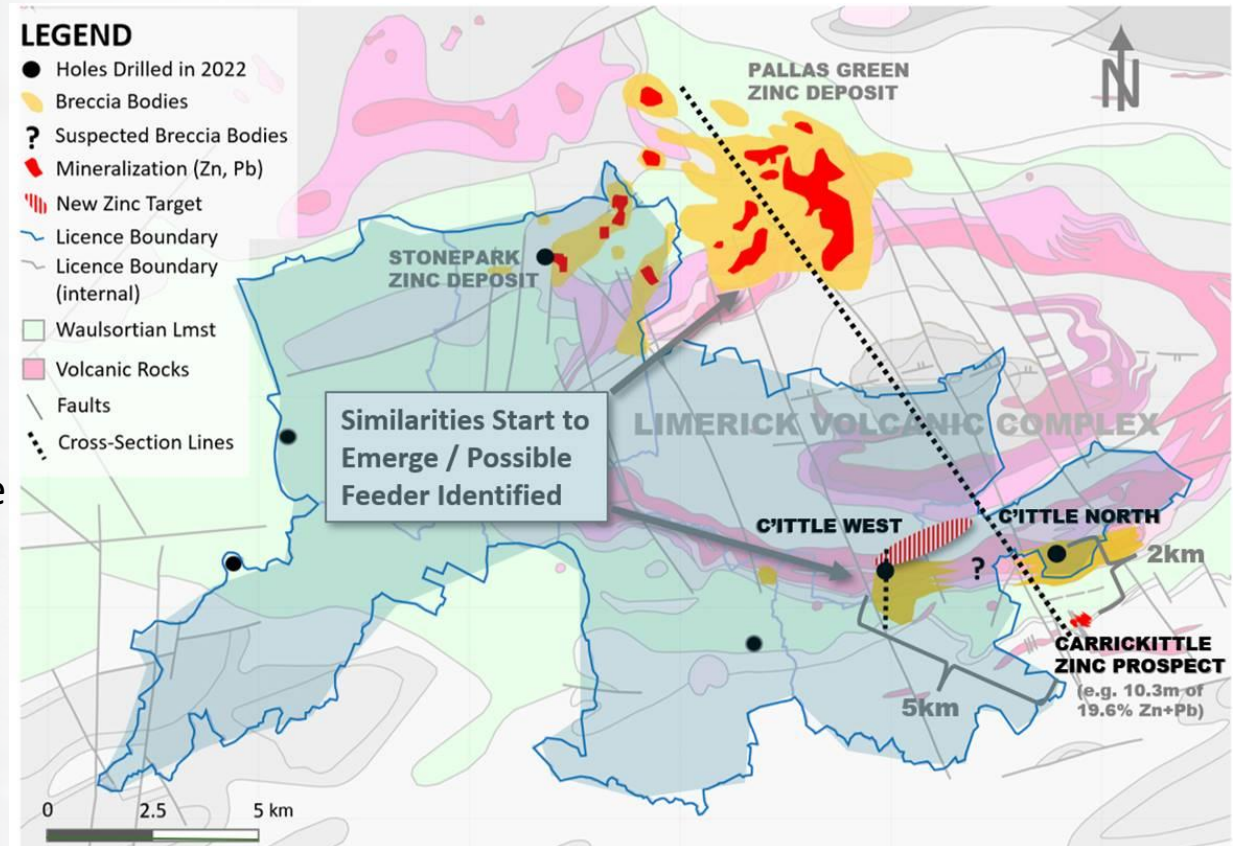 LEGEND
Holes Drilled in 2022
Breccia Bodies
? Suspected Breccia Bodies
Mineralization (Zn, Pb)
New Zinc Target
Licence Boundary
Licence Boundary
(internal)
Waulsortian Lmst
Volcanic Rocks
Faults
Cross-Section Lines
e
N
PALLAS GREEN
ZINC DEPOSIT
STONEPARK
ZINC DEPOSIT
Similarities Start to
Emerge / Possible
Feeder Identified
LIMERICK VOLCANIC COMPLEX
C'ITTLE WEST
C'ITTLE NORTH
?
2km
CARRICKITTLE
ZINC PROSPECT
(e.g. 10.3m of
19.6% Zn+Pb)
5km
0 2.5 5 km